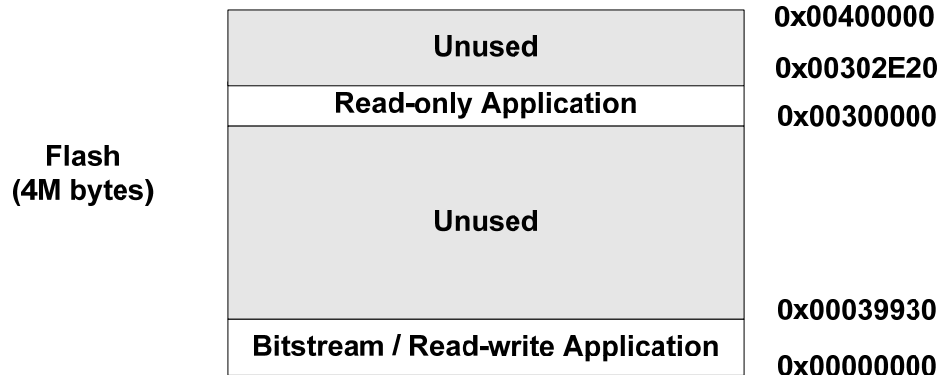 0x00400000
Unused
0x00302E20
Read-only Application
0x00300000
Flash
(4M bytes)
Unused
0x00039930
Bitstream / Read-write Application
0x00000000